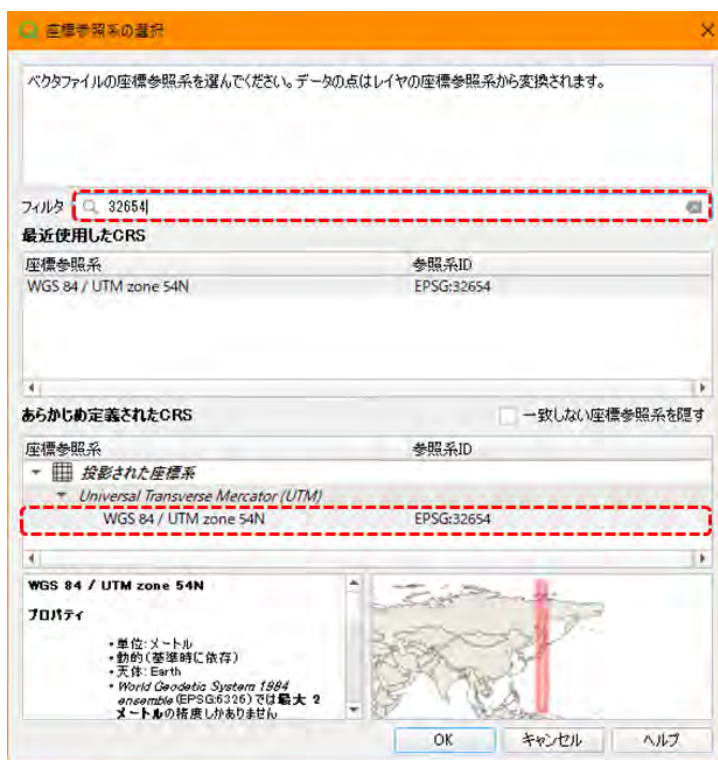 座標参照系の選択
ベクタファイルの座標参照系を選んでください。データの点はレイヤの座標参照系から変換されます。
フィルタ 32654
最近使用したCRS
座標参照系 参照系ID
WGS 84 / UTM zone 54N EPSG:32654
あらかじめ定義されたCRS 一致しない座標参照系を隠す
座標参照系 参照系ID
投影された座標系
Universal Transverse Mercator (UTM)
WGS 84 / UTM zone 54N EPSG:32654
WGS 84 / UTM zone 54N
プロパティ
・単位: メートル
・動的(基準時に依存)
・天体: Earth
・World Geodetic System 1984
ensemble (EPSG:6326) では最大 2
メートルの精度しかありません
OK キャンセル ヘルプ